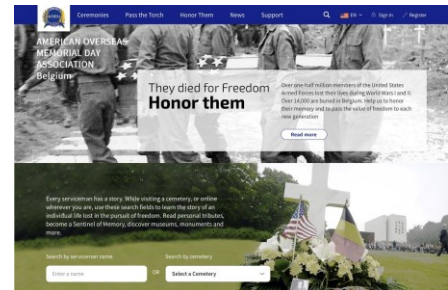 Ceremonies
Pass the Torch
Honor Them
News
Support
EN
Sign in
Register
AMERICAN OVERSEAS
MEMORIAL DAY
ASSOCIATION
Belgium
They died for Freedom
Honor them
Over one-half million members of the United States
Armed Forces lost their lives during World Wars I and II.
Over 14,000 are buried in Belgium. Help us to honor
their memory and to pass the value of freedom to each
new generation
Read more
Every serviceman has a story. While visiting a cemetery, or online
wherever you are, use these search fields to learn the story of an
individual life lost in the pursuit of freedom. Read personal tributes,
become a Sentinel of Memory, discover museums, monuments and
more.
Search by serviceman name
Search by cemetery
Enter a name
OR
Select a Cemetery